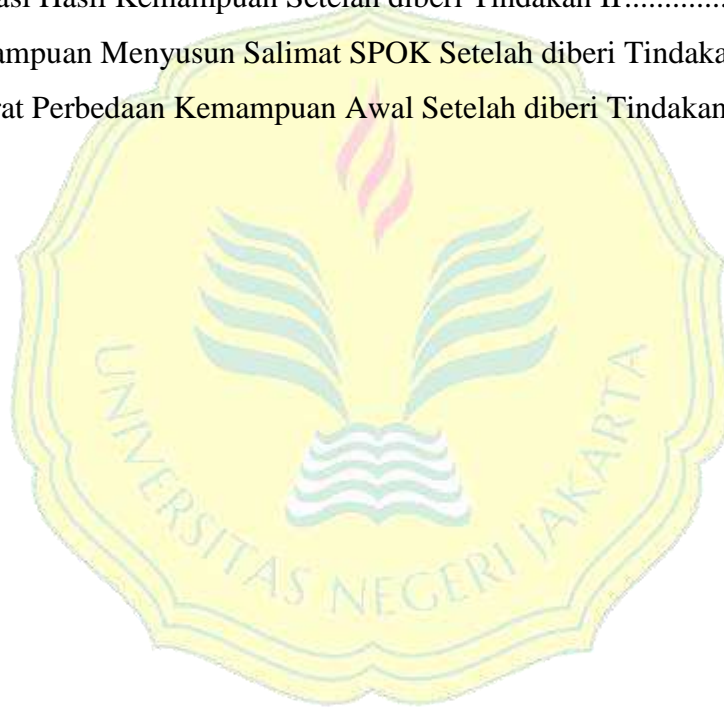 asi Hasil Kemampuan Setelah diberi Tindakan II.............
ampuan Menyusun Salimat SPOK Setelah diberi Tindaka
rat Perbedaan Kemampuan Awal Setelah diberi Tindakan
UNIVERSITAS NEGERI JAKARTA